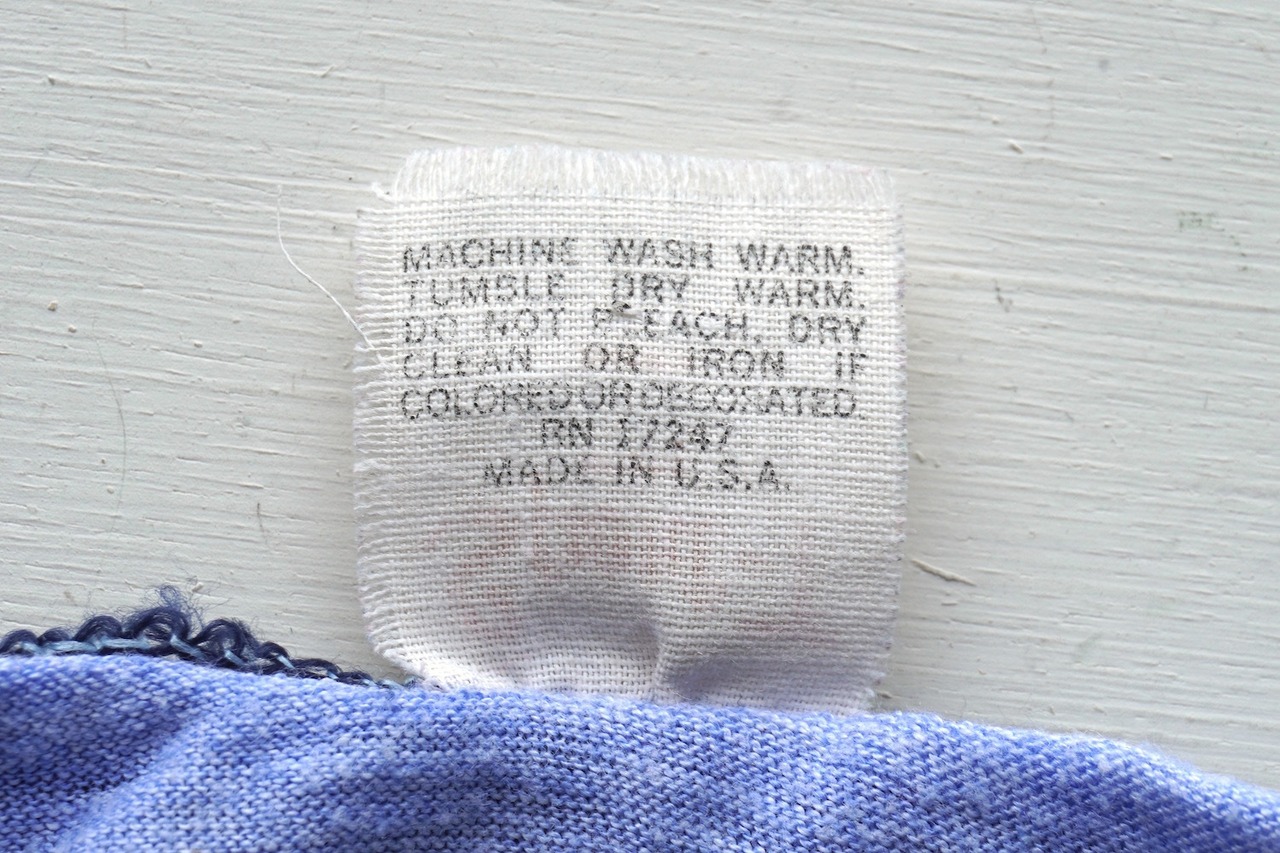 MACHINE WASH WARM.
TUMBLE DRY WARM.
DO NOT BLEACH, DRY
CLEAN OR IRON IF
COLORED OR DECORATED.
RN 17247
MADE IN U.S.A.